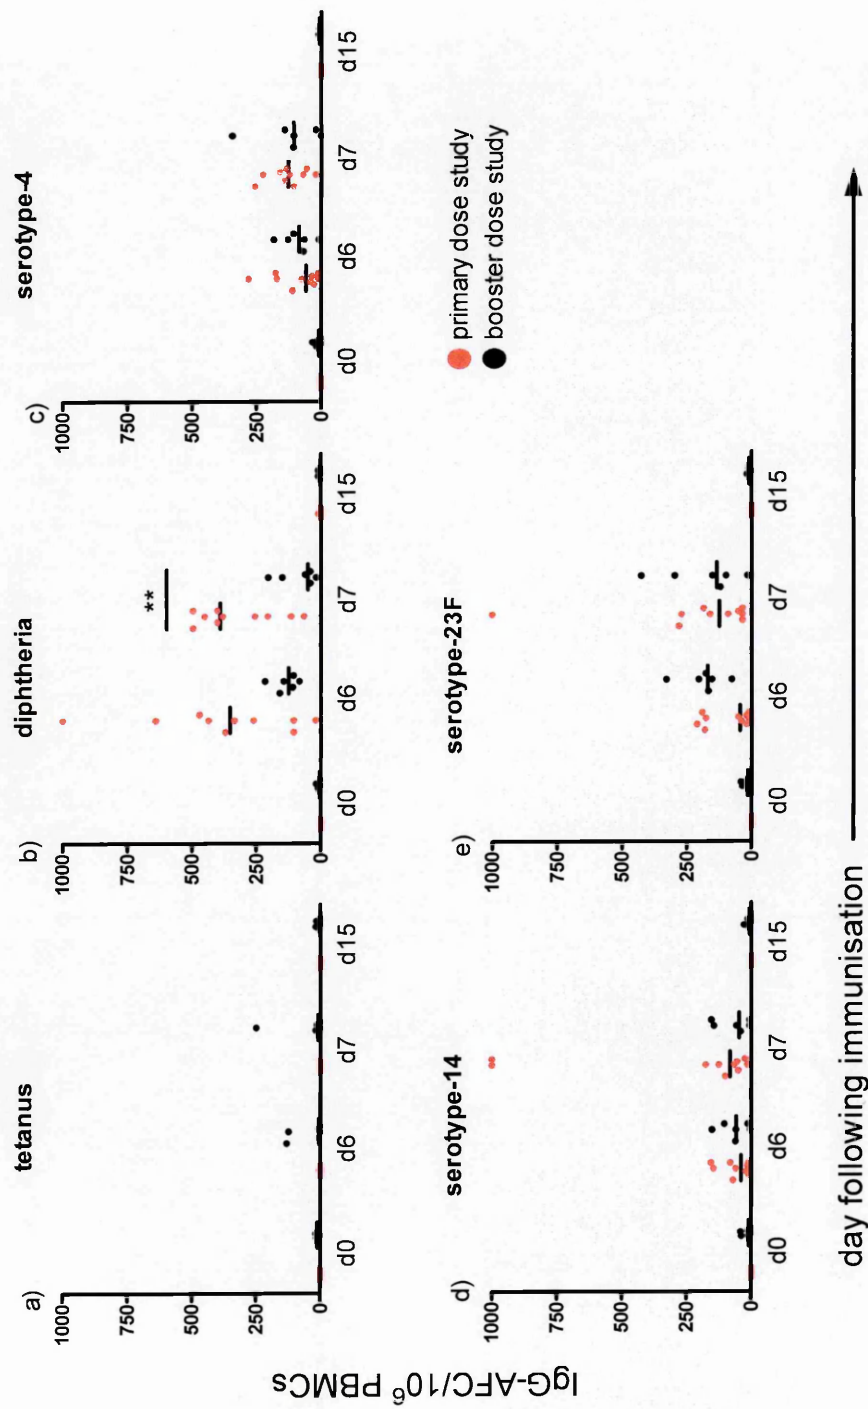 a)
tetanus
1000
750
500
250
0
d0
d6
d7
d15
b)
diphtheria
1000
750
500
250
0
**
d0
d6
d7
d15
c)
serotype-4
1000
750
500
250
0
d0
d6
d7
d15
d)
serotype-14
1000
750
500
250
0
d0
d6
d7
d15
e)
serotype-23F
1000
750
500
250
0
d0
d6
d7
d15
primary dose study
booster dose study
IgG-AFC/10⁶ PBMCs
day following immunisation